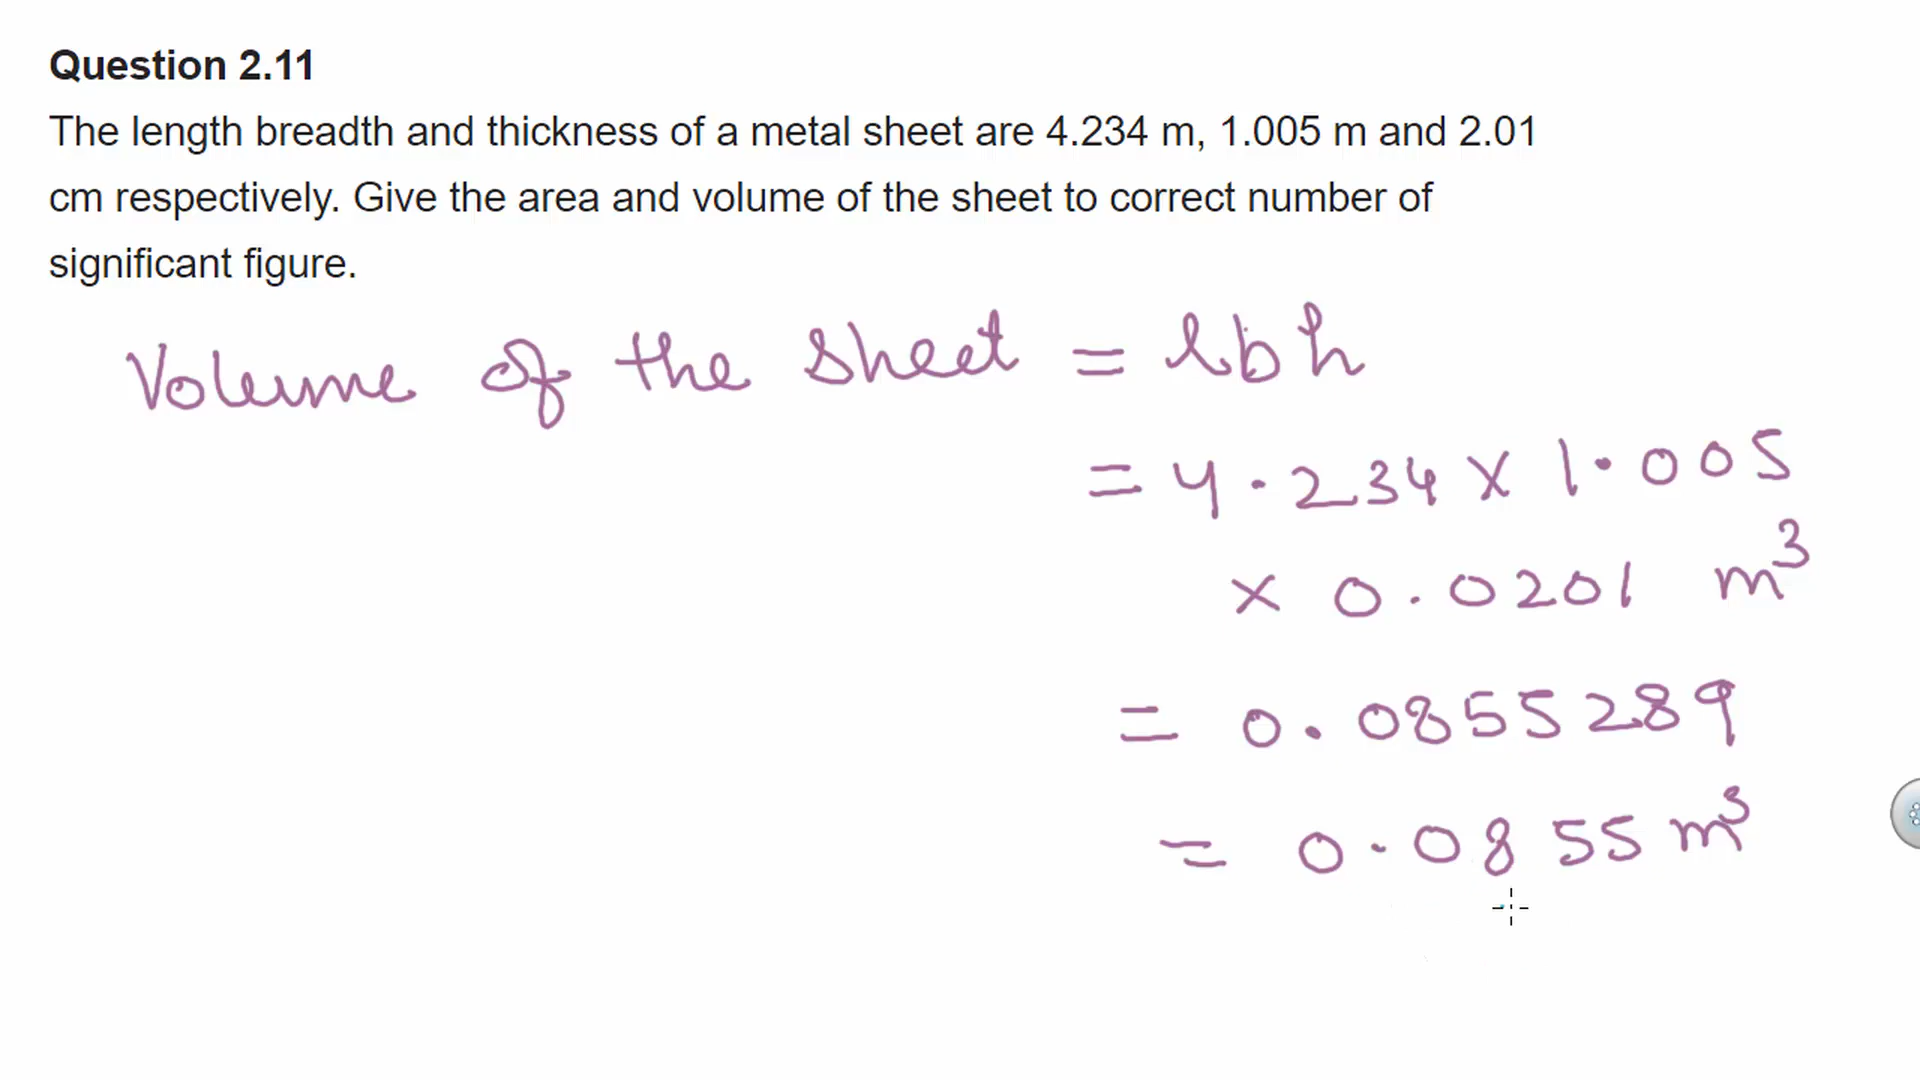 Question 2.11
The length breadth and thickness of a metal sheet are 4.234 m, 1.005 m and 2.01
cm respectively. Give the area and volume of the sheet to correct number of
significant figure.
Volume of the sheet = lbh
= 4.234 × 1.005
× 0.0201 m³
= 0.0855289
= 0.0855 m³